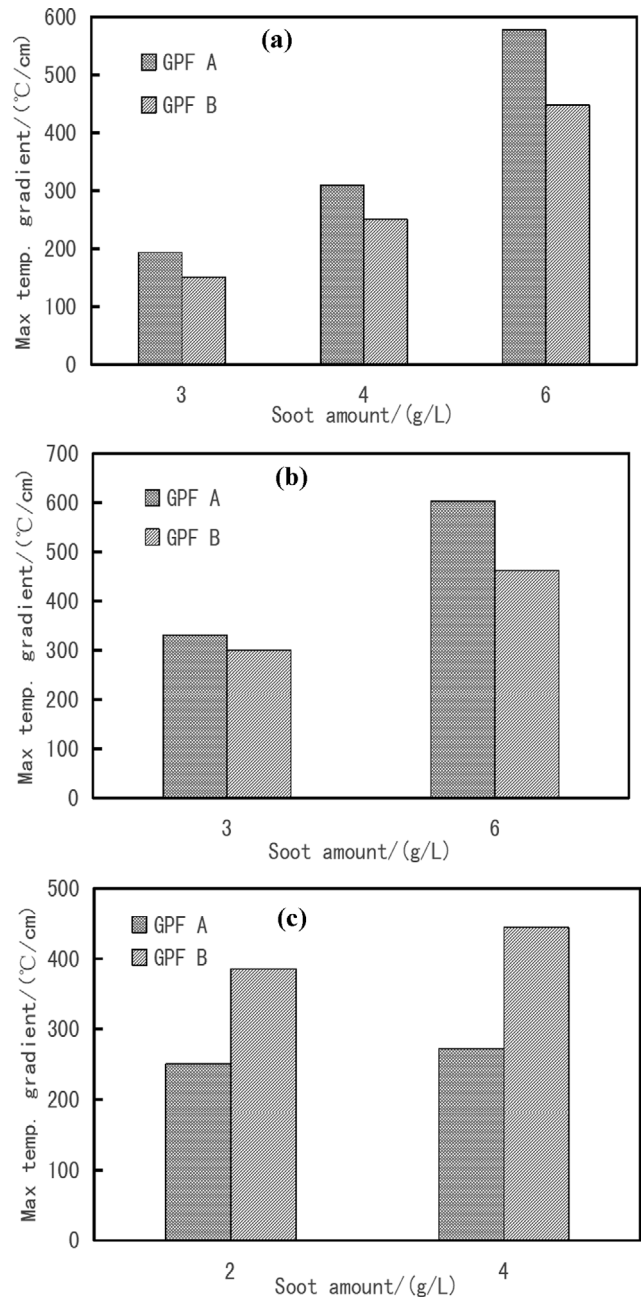 (a)
GPF A
GPF B
Max temp. gradient/(℃/cm)
600
500
400
300
200
100
0
3 4 6
Soot amount/(g/L)
(b)
GPF A
GPF B
Max temp. gradient/(℃/cm)
700
600
500
400
300
200
100
0
3 6
Soot amount/(g/L)
(c)
GPF A
GPF B
Max temp. gradient/(℃/cm)
500
400
300
200
100
0
2 4
Soot amount/(g/L)